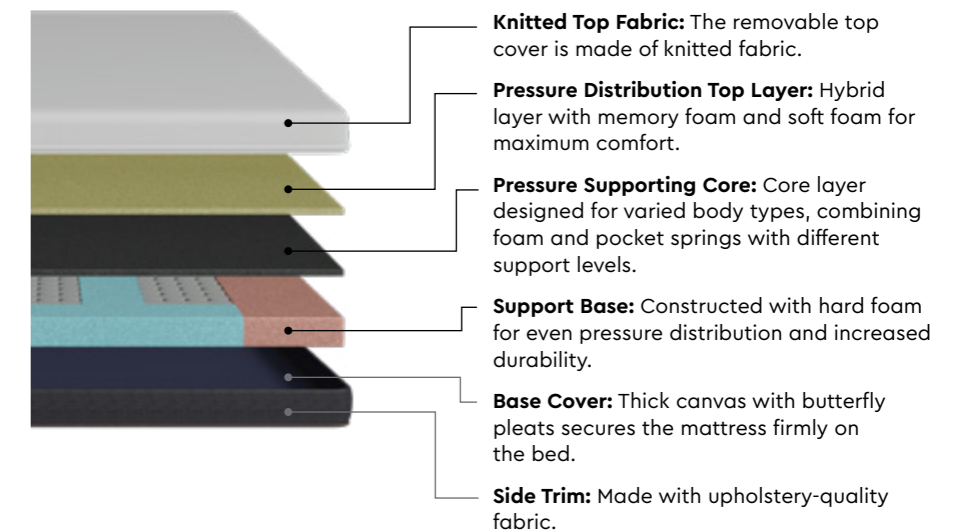 Knitted Top Fabric: The removable top
cover is made of knitted fabric.
Pressure Distribution Top Layer: Hybrid
layer with memory foam and soft foam for
maximum comfort.
Pressure Supporting Core: Core layer
designed for varied body types, combining
foam and pocket springs with different
support levels.
Support Base: Constructed with hard foam
for even pressure distribution and increased
durability.
Base Cover: Thick canvas with butterfly
pleats secures the mattress firmly on
the bed.
Side Trim: Made with upholstery-quality
fabric.